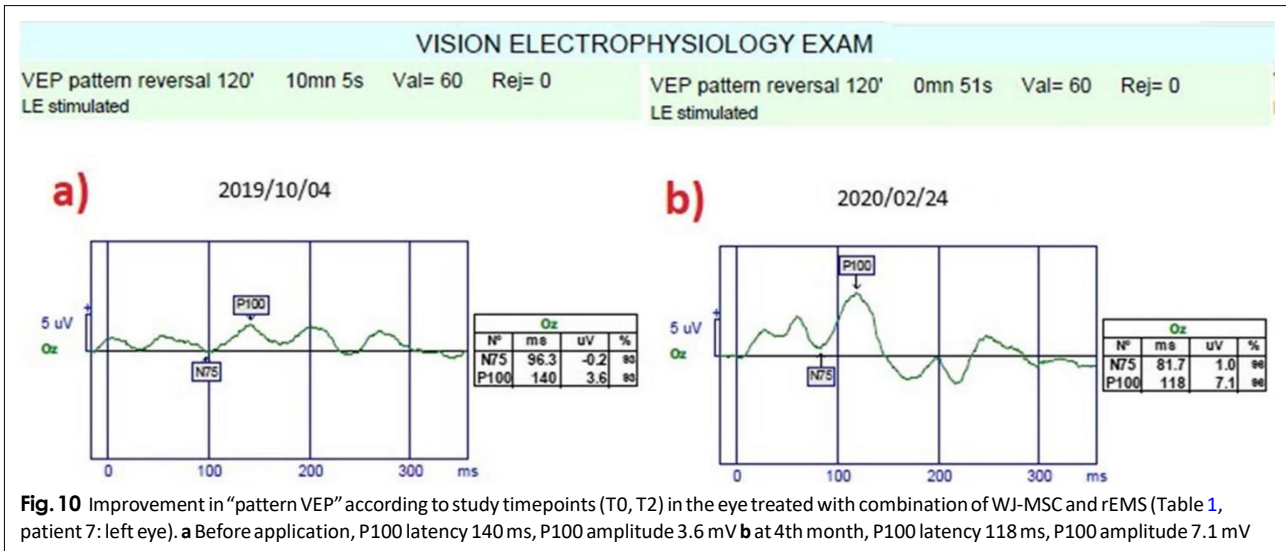 VISION ELECTROPHYSIOLOGY EXAM
VEP pattern reversal 120' 10mn 5s Val= 60 Rej= 0
LE stimulated
VEP pattern reversal 120' 0mn 51s Val= 60 Rej= 0
LE stimulated
a) 2019/10/04
P100
5 uV
Oz
N75
0 100 200 300 ms
Oz
Nº ms uV %
N75 96.3 -0.2 93
P100 140 3.6 93
b) 2020/02/24
P100
5 uV
Oz
N75
0 100 200 300 ms
Oz
Nº ms uV %
N75 81.7 1.0 96
P100 118 7.1 96
Fig. 10 Improvement in “pattern VEP” according to study timepoints (T0, T2) in the eye treated with combination of WJ-MSC and rEMS (Table 1,
patient 7: left eye). a Before application, P100 latency 140 ms, P100 amplitude 3.6 mV b at 4th month, P100 latency 118 ms, P100 amplitude 7.1 mV